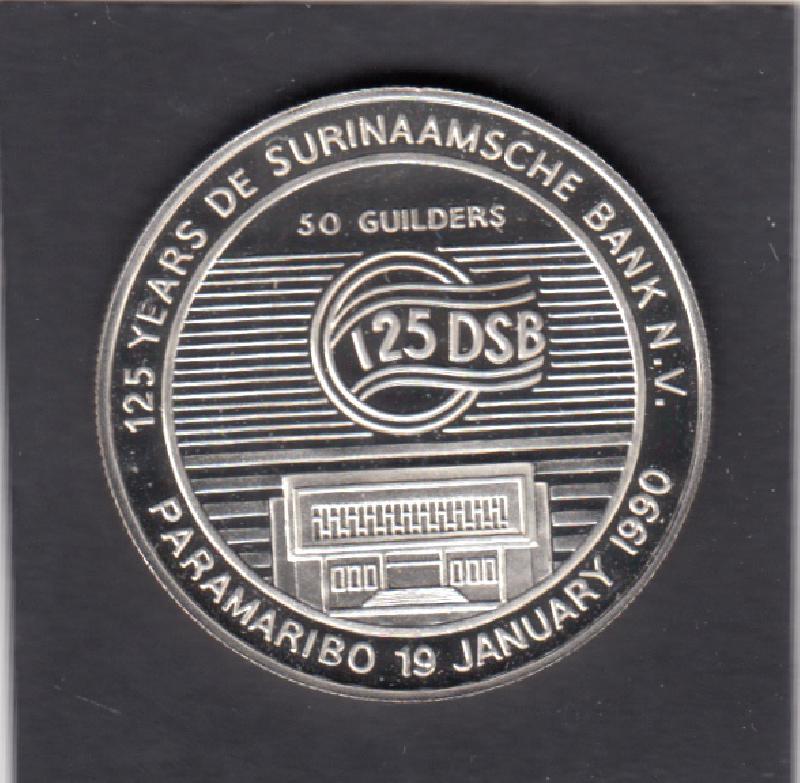 125 YEARS DE SURINAAMSCHE BANK N.V.
50 GUILDERS
125 DSB
PARAMARIBO 19 JANUARY 1990